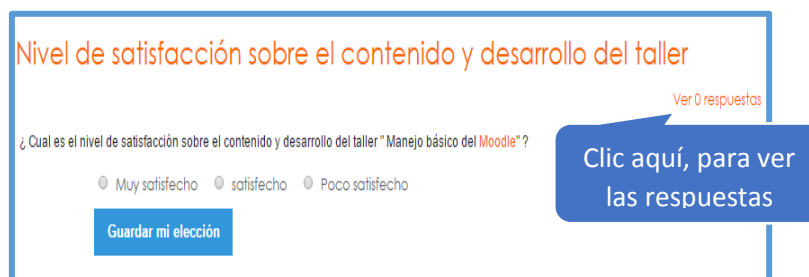 Nivel de satisfacción sobre el contenido y desarrollo del taller
Ver 0 respuestas
¿ Cual es el nivel de satisfacción sobre el contenido y desarrollo del taller " Manejo básico del Moodle" ?
Clic aquí, para ver
las respuestas
Muy satisfecho satisfecho Poco satisfecho
Guardar mi elección